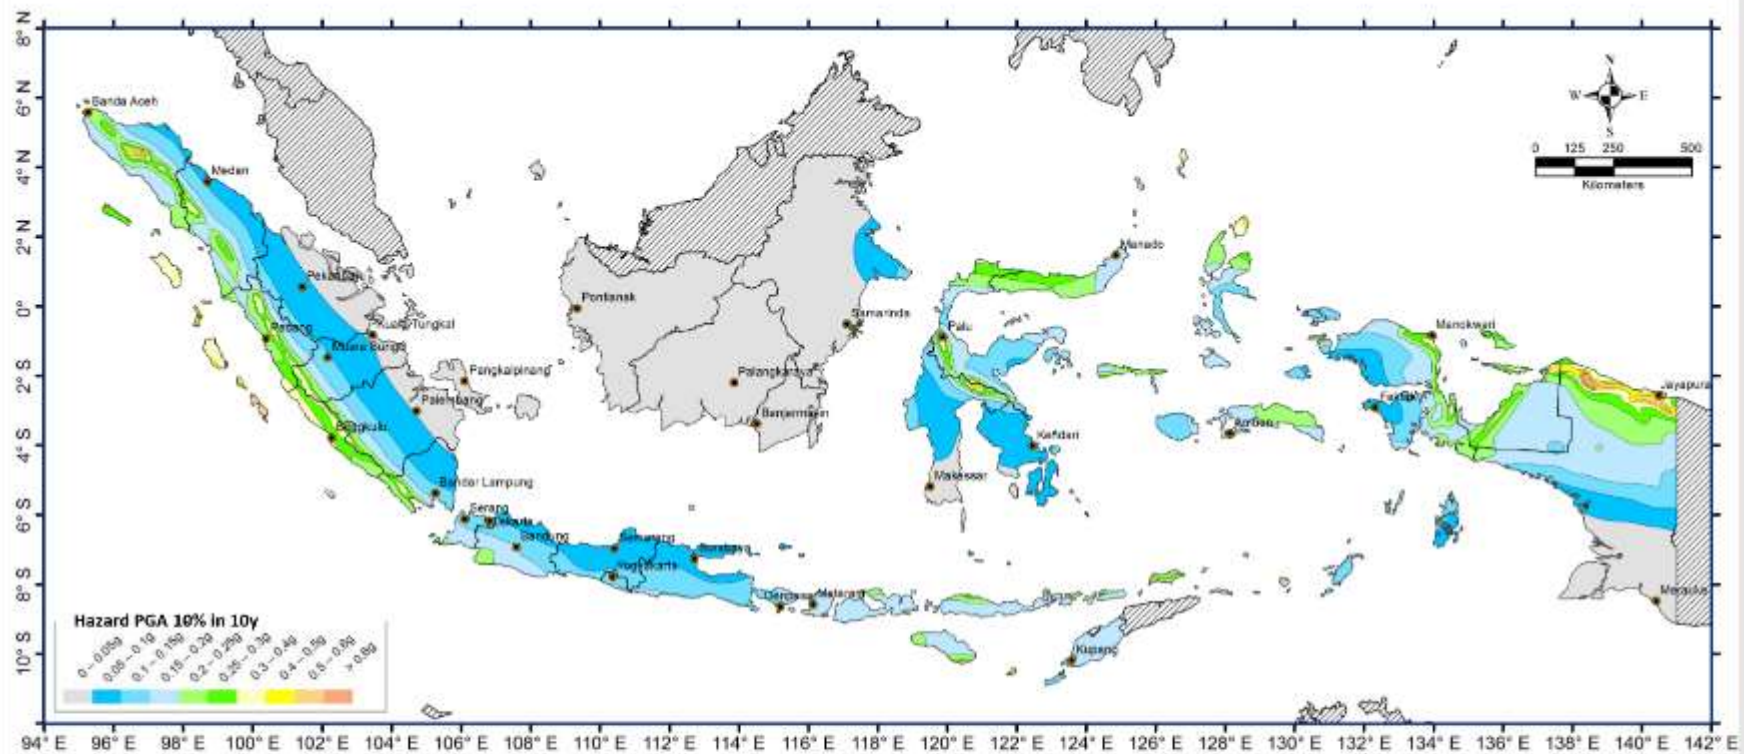 8° N
6° N
4° N
2° N
0°
2° S
4° S
6° S
8° S
10° S
N
W E
S
0 125 250 500
Kilometers
Banda Aceh
Medan
Manado
Pontianak
Samarinda
Palu
Manokwari
Padang
Kuala Tungkal
Muara Bungo
Pangkalpinang
Palangkaraya
Jayapura
Palembang
Banjarmasin
Bengkulu
Ambon
Kendari
Makassar
Bandar Lampung
Serang
Bandung
Semarang
Surabaya
Yogyakarta
Denpasar
Mataram
Merauke
Kupang
Hazard PGA 10% in 10y
0 – 0.05g
0.05 – 0.1g
0.1 – 0.15g
0.15 – 0.2g
0.2 – 0.25g
0.25 – 0.3g
0.3 – 0.4g
0.4 – 0.5g
0.5 – 0.6g
> 0.6g
94° E 96° E 98° E 100° E 102° E 104° E 106° E 108° E 110° E 112° E 114° E 116° E 118° E 120° E 122° E 124° E 126° E 128° E 130° E 132° E 134° E 136° E 138° E 140° E 142° E